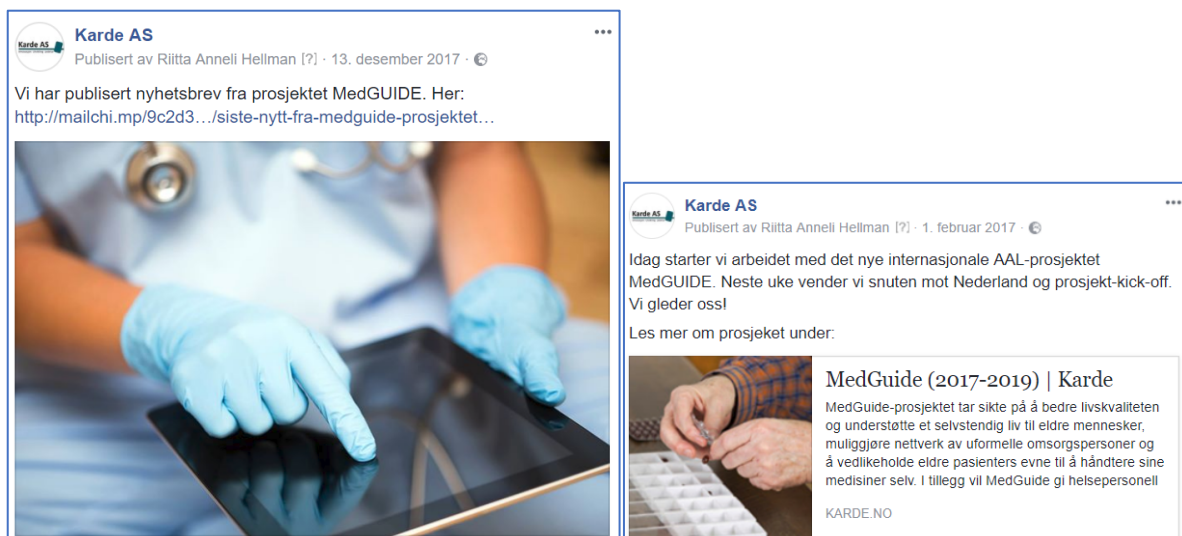 Karde AS
Karde AS
Publisert av Riitta Anneli Hellman [?] · 13. desember 2017 ·
Vi har publisert nyhetsbrev fra prosjektet MedGUIDE. Her:
http://mailchi.mp/9c2d3…/siste-nytt-fra-medguide-prosjektet…
Karde AS
Karde AS
Publisert av Riitta Anneli Hellman [?] · 1. februar 2017 ·
Idag starter vi arbeidet med det nye internasjonale AAL-prosjektet
MedGUIDE. Neste uke vender vi snuten mot Nederland og prosjekt-kick-off.
Vi gleder oss!
Les mer om prosjeket under:
MedGuide (2017-2019) | Karde
MedGuide-prosjektet tar sikte på å bedre livskvaliteten
og understøtte et selvstendig liv til eldre mennesker,
muliggjøre nettverk av uformelle omsorgspersoner og
å vedlikeholde eldre pasienters evne til å håndtere sine
medisiner selv. I tillegg vil MedGuide gi helsepersonell
KARDE.NO